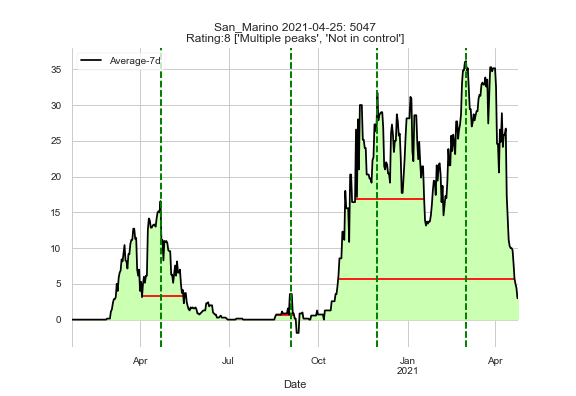 San_Marino 2021-04-25: 5047
Rating:8 ['Multiple peaks', 'Not in control']
Average-7d
35
30
25
20
15
10
5
0
-5
Apr Jul Oct Jan Apr
2021
Date